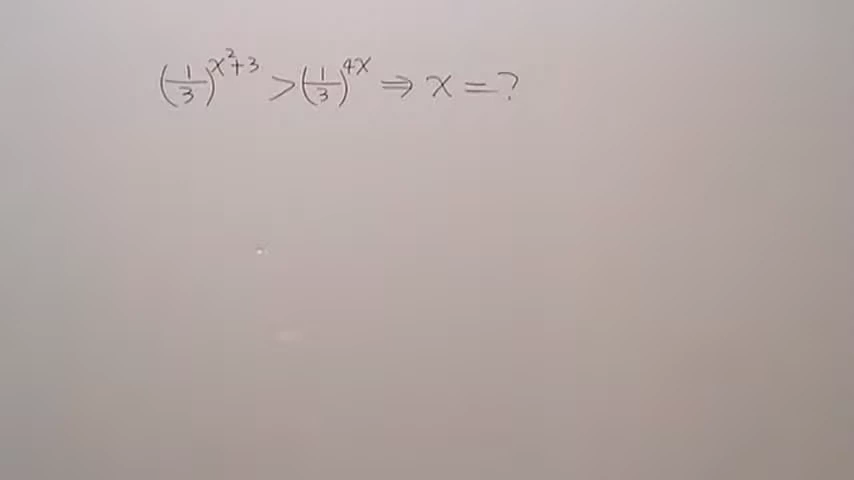 (1/3)^(x²+3) > (1/3)^(4x) ⇒ x = ?